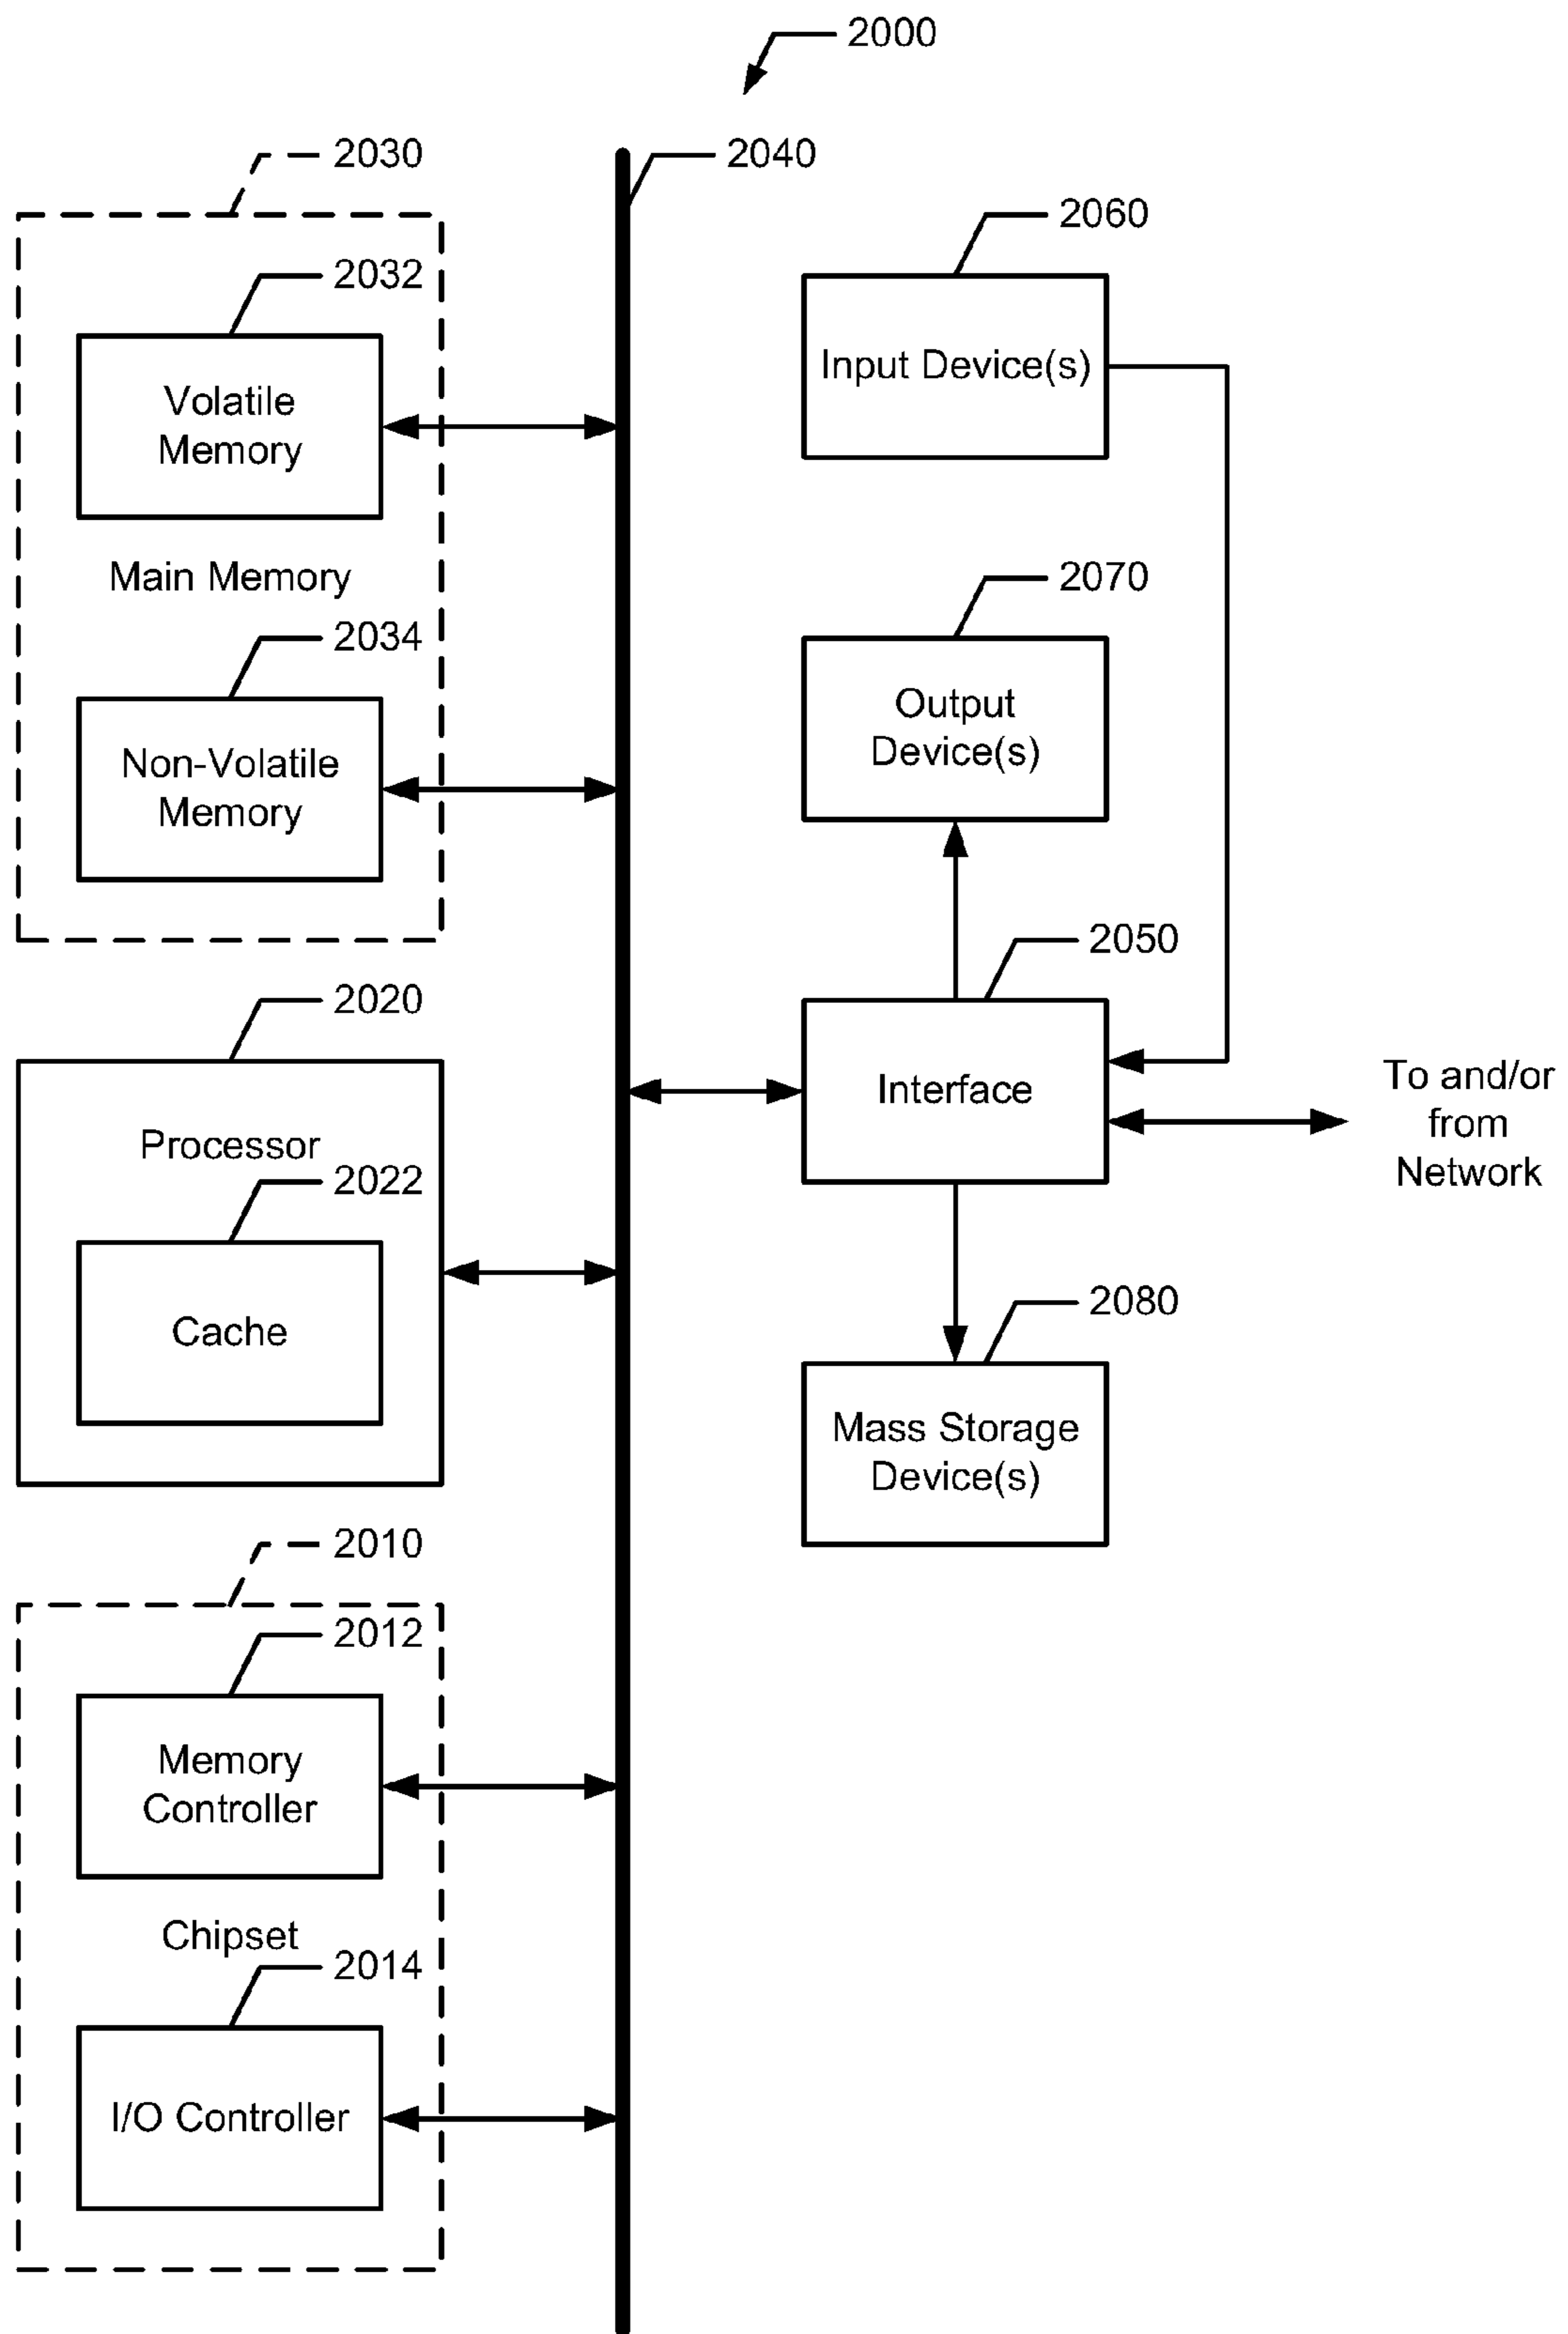 2000
2030
2040
2060
2032
Input Device(s)
Volatile
Memory
Main Memory
2070
2034
Output
Device(s)
Non-Volatile
Memory
2050
2020
Interface
To and/or
from
Network
Processor
2022
Cache
2080
Mass Storage
Device(s)
2010
2012
Memory
Controller
Chipset
2014
I/O Controller